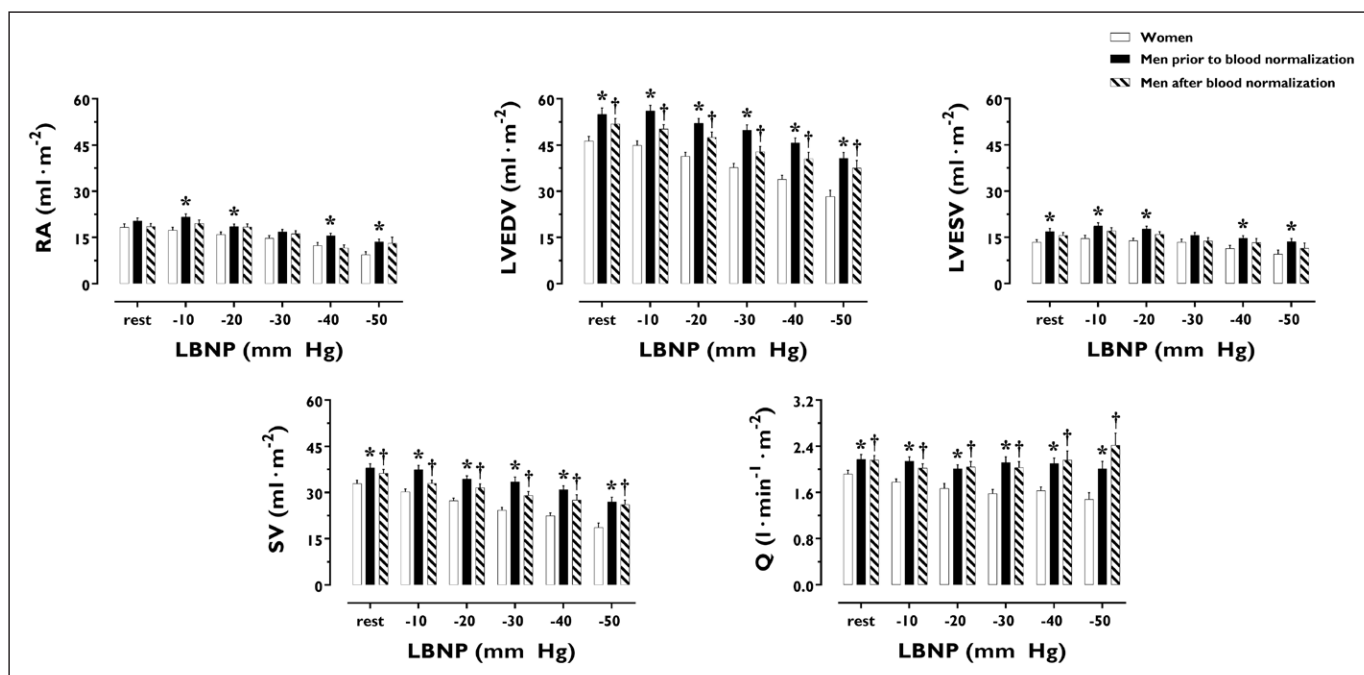 Women
Men prior to blood normalization
Men after blood normalization
RA (ml·m⁻²)
60
45
30
15
0
* * * *
rest -10 -20 -30 -40 -50
LBNP (mm Hg)
LVEDV (ml·m⁻²)
60
45
30
15
0
* † * † * † * † * † * †
rest -10 -20 -30 -40 -50
LBNP (mm Hg)
LVESV (ml·m⁻²)
60
45
30
15
0
* * * * *
rest -10 -20 -30 -40 -50
LBNP (mm Hg)
SV (ml·m⁻²)
60
45
30
15
0
* † * † * † * † * † * †
rest -10 -20 -30 -40 -50
LBNP (mm Hg)
Q (l·min⁻¹·m⁻²)
3.2
2.4
1.6
0.8
0.0
* † * † * † * † * † * †
rest -10 -20 -30 -40 -50
LBNP (mm Hg)